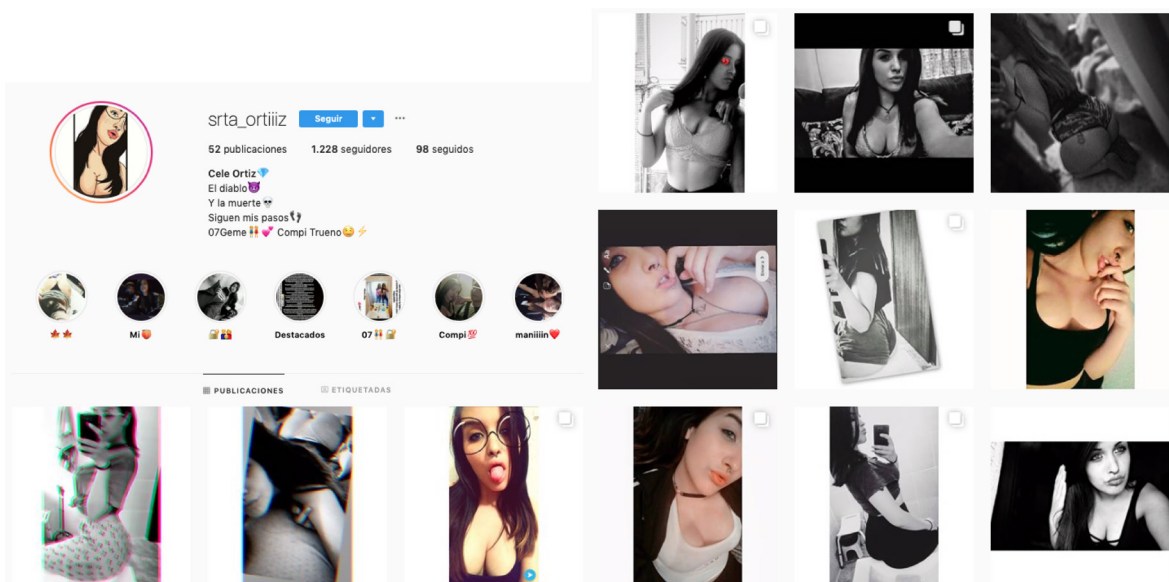 srta_ortiiiz Seguir
52 publicaciones 1.228 seguidores 98 seguidos
Cele Ortiz💎
El diablo😈
Y la muerte💀
Siguen mis pasos👣
07Geme👯💕 Compi Trueno😏⚡
🍁🍁 Mi🍑 Destacados 07👯 Compi💯 maniiiin❤️
PUBLICACIONES ETIQUETADAS
Aa